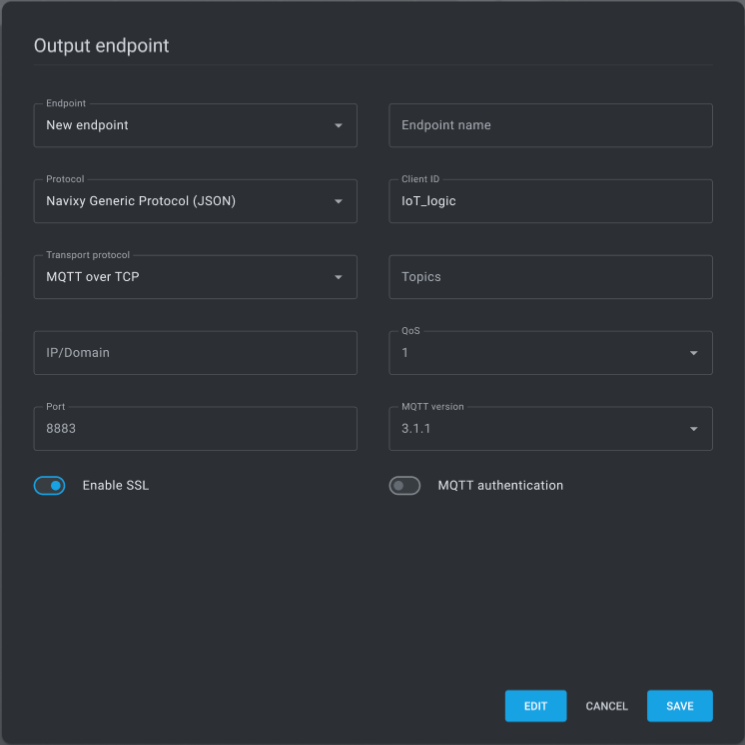 Output endpoint
Endpoint
New endpoint
Endpoint name
Protocol
Navixy Generic Protocol (JSON)
Client ID
IoT_logic
Transport protocol
MQTT over TCP
Topics
IP/Domain
QoS
1
Port
8883
MQTT version
3.1.1
Enable SSL
MQTT authentication
EDIT
CANCEL
SAVE